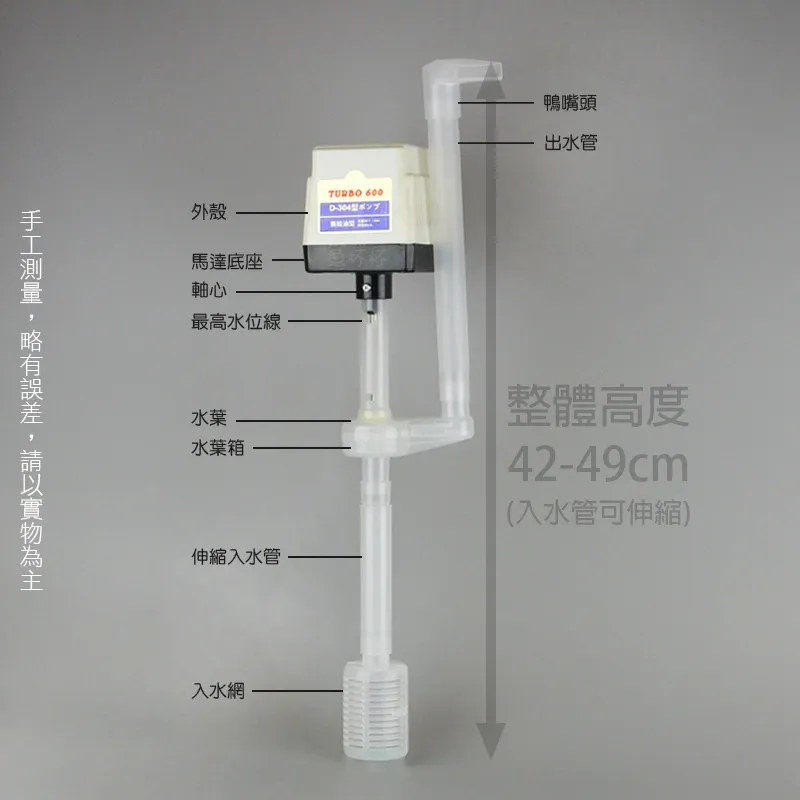 手工測量，略有誤差，請以實物為主
鴨嘴頭
出水管
TURBO 600
D-304型ポンプ
外殼
馬達底座
軸心
最高水位線
水葉
水葉箱
伸縮入水管
入水網
整體高度
42-49cm
(入水管可伸縮)